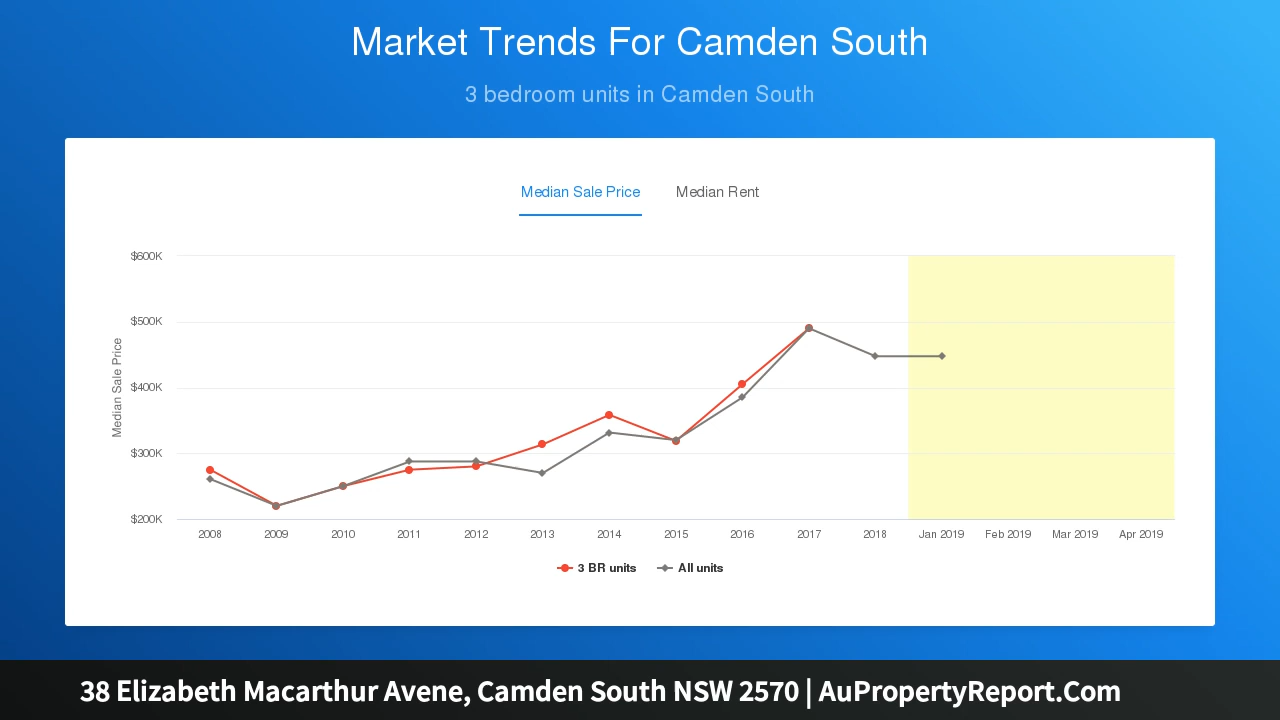 Market Trends For Camden South
3 bedroom units in Camden South
Median Sale Price Median Rent
$600K
$500K
$400K
$300K
$200K
Median Sale Price
2008 2009 2010 2011 2012 2013 2014 2015 2016 2017 2018 Jan 2019 Feb 2019 Mar 2019 Apr 2019
3 BR units All units
38 Elizabeth Macarthur Avene, Camden South NSW 2570 | AuPropertyReport.Com